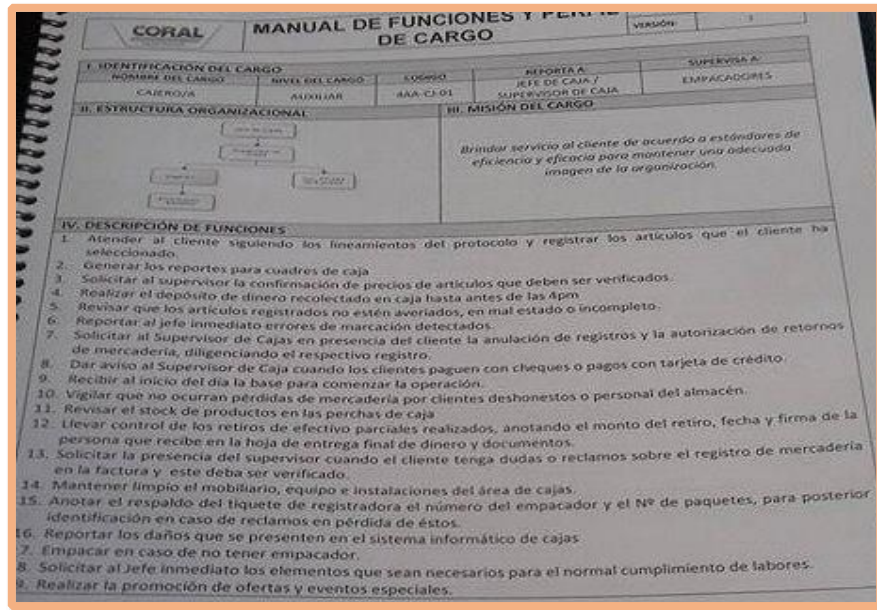 CORAL
MANUAL DE FUNCIONES Y PERFIL
DE CARGO
VERSIÓN:
I. IDENTIFICACIÓN DEL CARGO
NOMBRE DEL CARGO NIVEL DEL CARGO CODIGO REPORTA A: SUPERVISA A:
CAJERO/A AUXILIAR 4AA-CJ-01 JEFE DE CAJA / EMPACADORES
SUPERVISOR DE CAJA
II. ESTRUCTURA ORGANIZACIONAL III. MISIÓN DEL CARGO
Brindar servicio al cliente de acuerdo a estándares de
eficiencia y eficacia para mantener una adecuada
imagen de la organización.
IV. DESCRIPCIÓN DE FUNCIONES
1. Atender al cliente siguiendo los lineamientos del protocolo y registrar los artículos que el cliente ha
seleccionado.
2. Generar los reportes para cuadres de caja
3. Solicitar al supervisor la confirmación de precios de artículos que deben ser verificados.
4. Realizar el depósito de dinero recolectado en caja hasta antes de las 4pm
5. Revisar que los artículos registrados no estén averiados, en mal estado o incompleto.
6. Reportar al jefe inmediato errores de marcación detectados.
7. Solicitar al Supervisor de Cajas en presencia del cliente la anulación de registros y la autorización de retornos
de mercadería, diligenciando el respectivo registro.
8. Dar aviso al Supervisor de Caja cuando los clientes paguen con cheques o pagos con tarjeta de crédito.
9. Recibir al inicio del día la base para comenzar la operación.
10. Vigilar que no ocurran pérdidas de mercadería por clientes deshonestos o personal del almacén.
11. Revisar el stock de productos en las perchas de caja
12. Llevar control de los retiros de efectivo parciales realizados, anotando el monto del retiro, fecha y firma de la
persona que recibe en la hoja de entrega final de dinero y documentos.
13. Solicitar la presencia del supervisor cuando el cliente tenga dudas o reclamos sobre el registro de mercadería
en la factura y este deba ser verificado.
14. Mantener limpio el mobiliario, equipo e instalaciones del área de cajas.
15. Anotar el respaldo del tiquete de registradora el número del empacador y el Nº de paquetes, para posterior
identificación en caso de reclamos en pérdida de éstos.
16. Reportar los daños que se presenten en el sistema informático de cajas
7. Empacar en caso de no tener empacador.
8. Solicitar al Jefe inmediato los elementos que sean necesarios para el normal cumplimiento de labores.
9. Realizar la promoción de ofertas y eventos especiales.